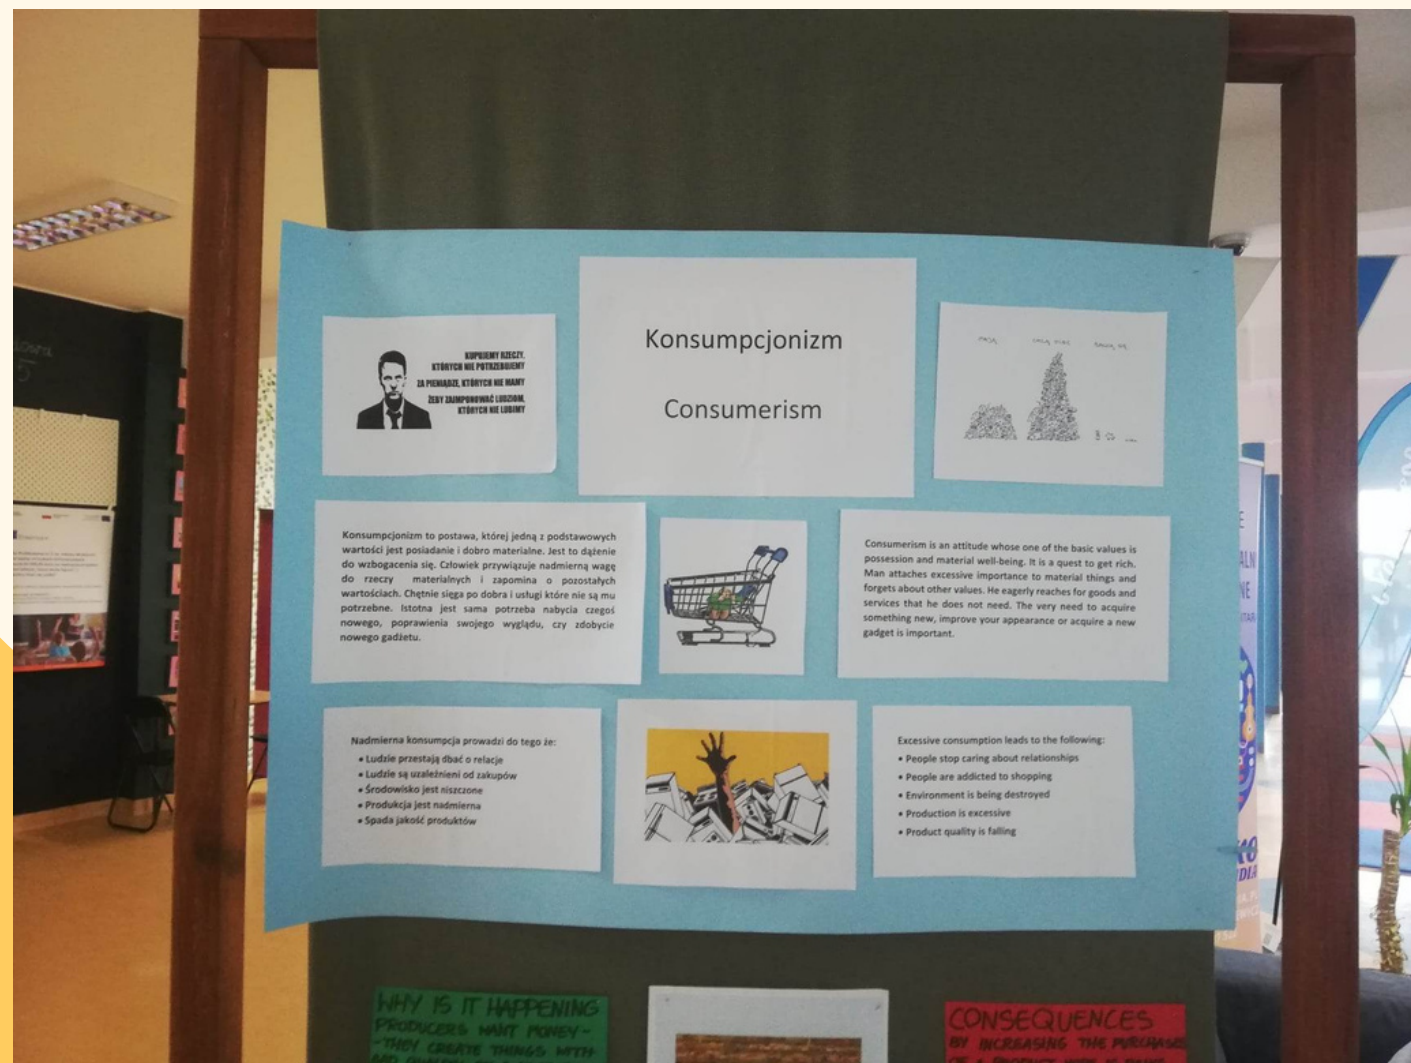 Konsumpcjonizm
Consumerism
KUPUJEMY RZECZY,
KTÓRYCH NIE POTRZEBUJEMY
ZA PIENIĄDZE, KTÓRYCH NIE MAMY
ŻEBY ZAIMPONOWAĆ LUDZIOM,
KTÓRYCH NIE LUBIMY
Konsumpcjonizm to postawa, której jedną z podstawowych
wartości jest posiadanie i dobro materialne. Jest to dążenie
do wzbogacenia się. Człowiek przywiązuje nadmierną wagę
do rzeczy materialnych i zapomina o pozostałych
wartościach. Chętnie sięga po dobra i usługi które nie są mu
potrzebne. Istotna jest sama potrzeba nabycia czegoś
nowego, poprawienia swojego wyglądu, czy zdobycie
nowego gadżetu.
Consumerism is an attitude whose one of the basic values is
possession and material well-being. It is a quest to get rich.
Man attaches excessive importance to material things and
forgets about other values. He eagerly reaches for goods and
services that he does not need. The very need to acquire
something new, improve your appearance or acquire a new
gadget is important.
Nadmierna konsumpcja prowadzi do tego że:
• Ludzie przestają dbać o relacje
• Ludzie są uzależnieni od zakupów
• Środowisko jest niszczone
• Produkcja jest nadmierna
• Spada jakość produktów
Excessive consumption leads to the following:
• People stop caring about relationships
• People are addicted to shopping
• Environment is being destroyed
• Production is excessive
• Product quality is falling
WHY IS IT HAPPENING
PRODUCERS WANT MONEY -
- THEY CREATE THINGS WITH
CONSEQUENCES
BY INCREASING THE PURCHASE